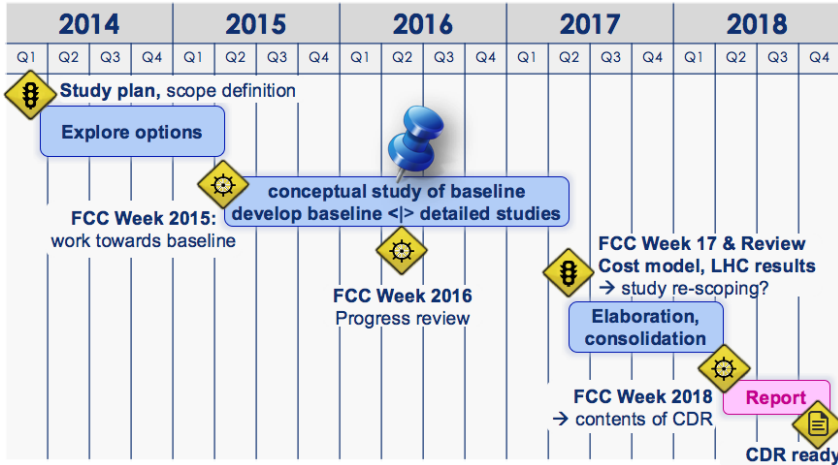 2014 2015 2016 2017 2018
Q1 Q2 Q3 Q4 Q1 Q2 Q3 Q4 Q1 Q2 Q3 Q4 Q1 Q2 Q3 Q4 Q1 Q2 Q3 Q4
Study plan, scope definition
Explore options
conceptual study of baseline
develop baseline <|> detailed studies
FCC Week 2015:
work towards baseline
FCC Week 2016
Progress review
FCC Week 17 & Review
Cost model, LHC results
→ study re-scoping?
Elaboration,
consolidation
FCC Week 2018
→ contents of CDR
Report
CDR ready